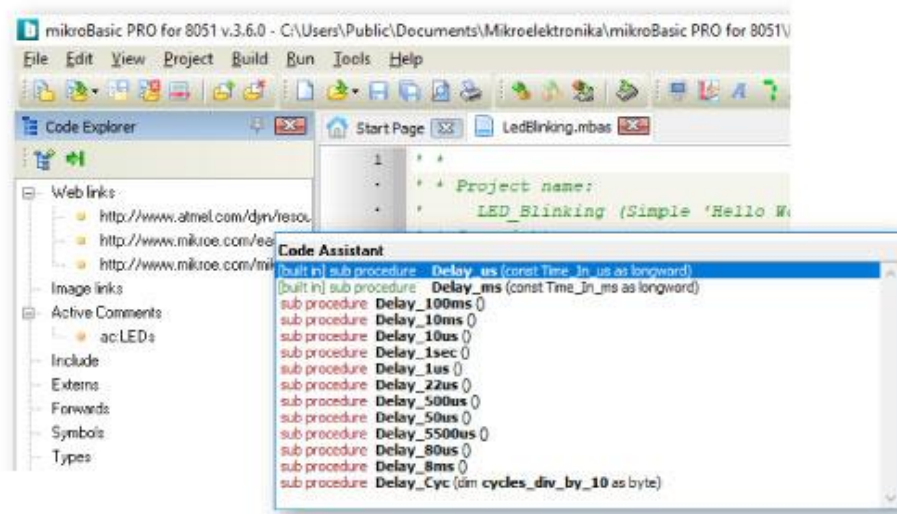 mikroBasic PRO for 8051 v.3.6.0 - C:\Users\Public\Documents\Mikroelektronika\mikroBasic PRO for 8051\
File Edit View Project Build Run Tools Help
Code Explorer
Start Page LedBlinking.mbas
1 ' *
' * Project name:
' LED_Blinking (Simple 'Hello
Web links
http://www.atmel.com/dyn/resou
http://www.mikroe.com/ea
http://www.mikroe.com/mik
Image links
Active Comments
ac:LEDs
Include
Externs
Forwards
Symbols
Types
Code Assistant
[built in] sub procedure Delay_us (const Time_In_us as longword)
[built in] sub procedure Delay_ms (const Time_In_ms as longword)
sub procedure Delay_100ms ()
sub procedure Delay_10ms ()
sub procedure Delay_10us ()
sub procedure Delay_1sec ()
sub procedure Delay_1us ()
sub procedure Delay_22us ()
sub procedure Delay_500us ()
sub procedure Delay_50us ()
sub procedure Delay_5500us ()
sub procedure Delay_80us ()
sub procedure Delay_8ms ()
sub procedure Delay_Cyc (dim cycles_div_by_10 as byte)